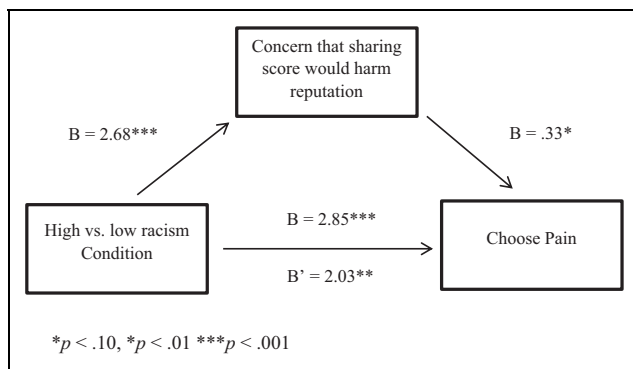 Concern that sharing
score would harm
reputation
B = 2.68***
B = .33*
High vs. low racism
Condition
B = 2.85***
B’ = 2.03**
Choose Pain
*p < .10, *p < .01 ***p < .001